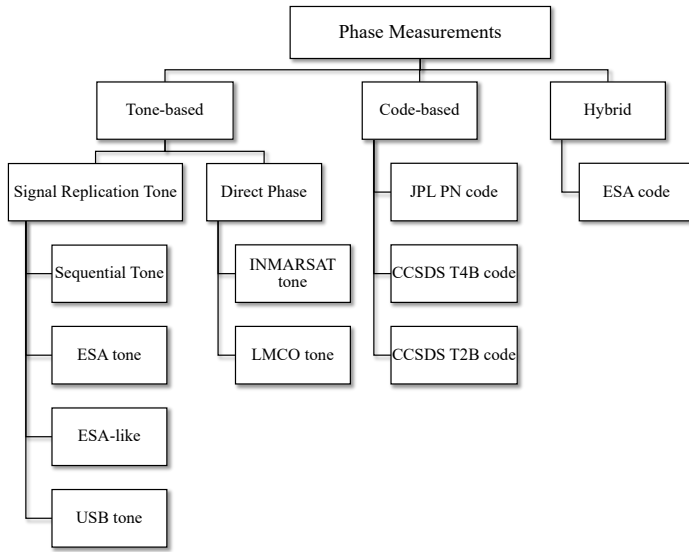 Phase Measurements
Tone-based
Code-based
Hybrid
Signal Replication Tone
Direct Phase
JPL PN code
ESA code
Sequential Tone
INMARSAT
tone
CCSDS T4B code
ESA tone
LMCO tone
CCSDS T2B code
ESA-like
USB tone